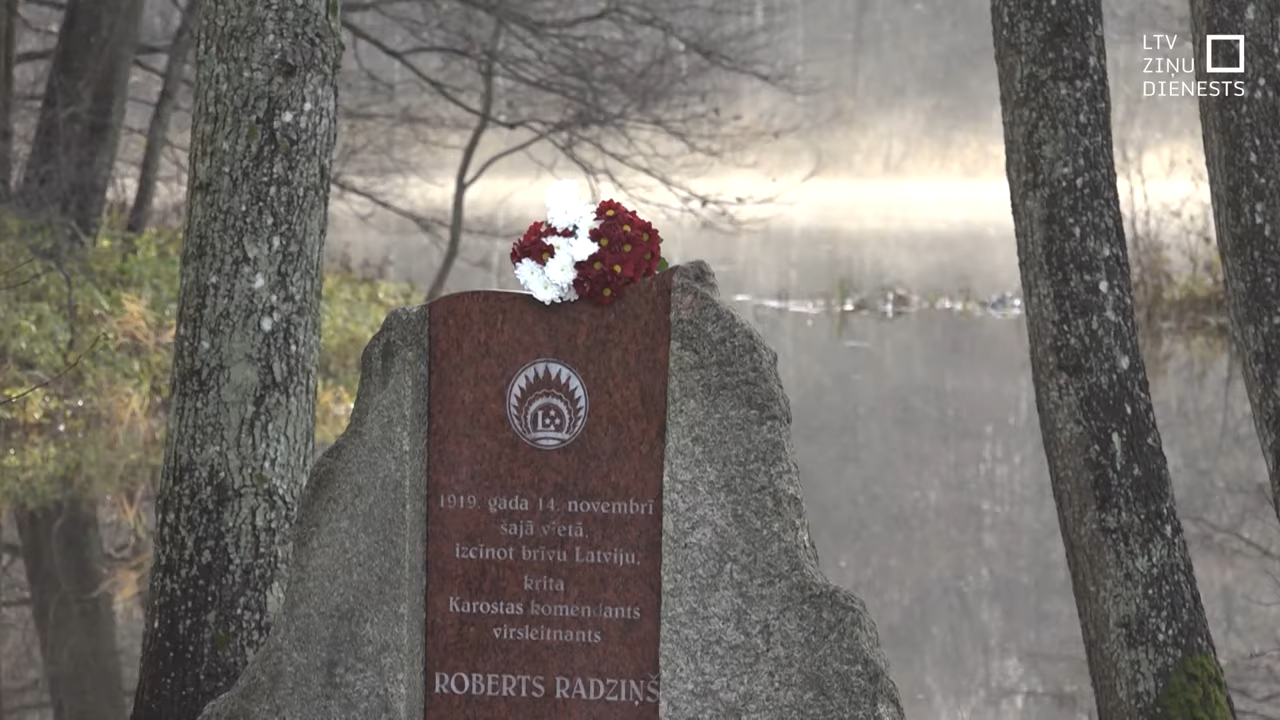 LTV
ZIŅU
DIENESTS
L
1919. gada 14. novembrī
šajā vietā,
izcīnot brīvu Latviju,
krita
Karostas komendants
virsleitnants
ROBERTS RADZIŅŠ